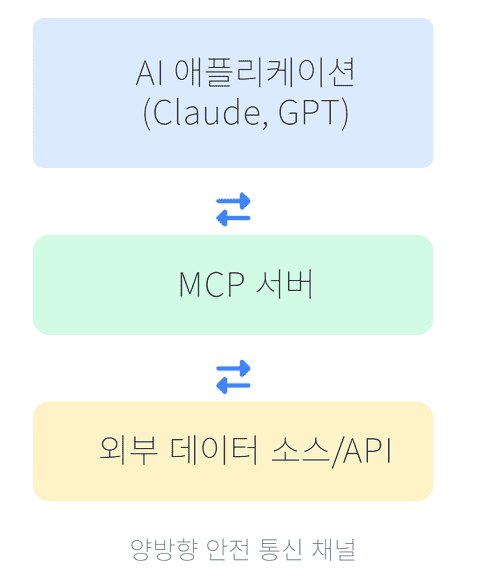 AI 애플리케이션
(Claude, GPT)
MCP 서버
외부 데이터 소스/API
양방향 안전 통신 채널